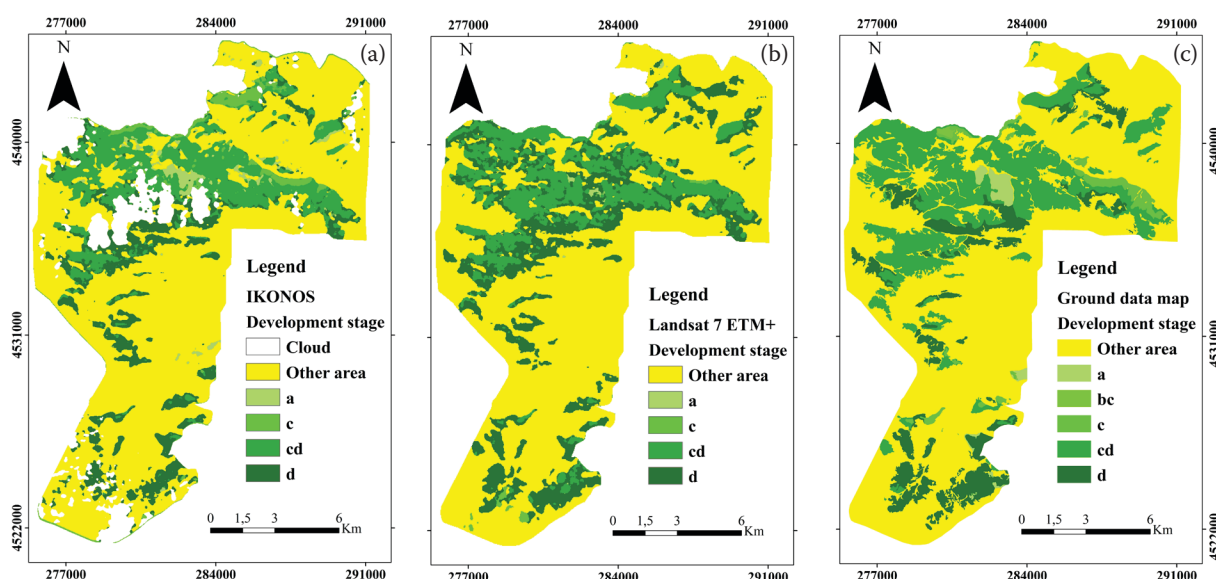 277000 284000 291000
(a)
N
4540000
4531000
4522000
Legend
IKONOS
Development stage
Cloud
Other area
a
c
cd
d
0 1,5 3 6
Km
277000 284000 291000
277000 284000 291000
(b)
N
Legend
Landsat 7 ETM+
Development stage
Other area
a
c
cd
d
0 1,5 3 6
Km
277000 284000 291000
277000 284000 291000
(c)
N
4540000
4531000
4522000
Legend
Ground data map
Development stage
Other area
a
bc
c
cd
d
0 1,5 3 6
Km
277000 284000 291000